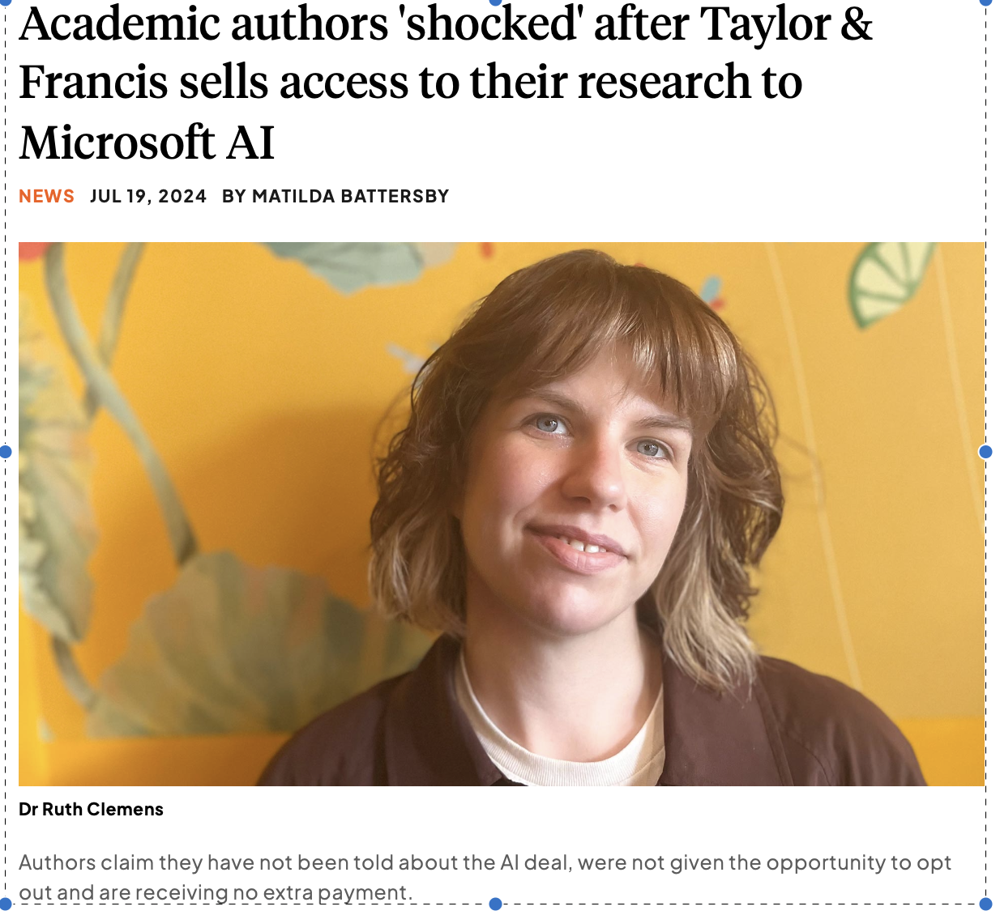 Academic authors 'shocked' after Taylor &
Francis sells access to their research to
Microsoft AI
NEWS JUL 19, 2024 BY MATILDA BATTERSBY
Dr Ruth Clemens
Authors claim they have not been told about the AI deal, were not given the opportunity to opt
out and are receiving no extra payment.